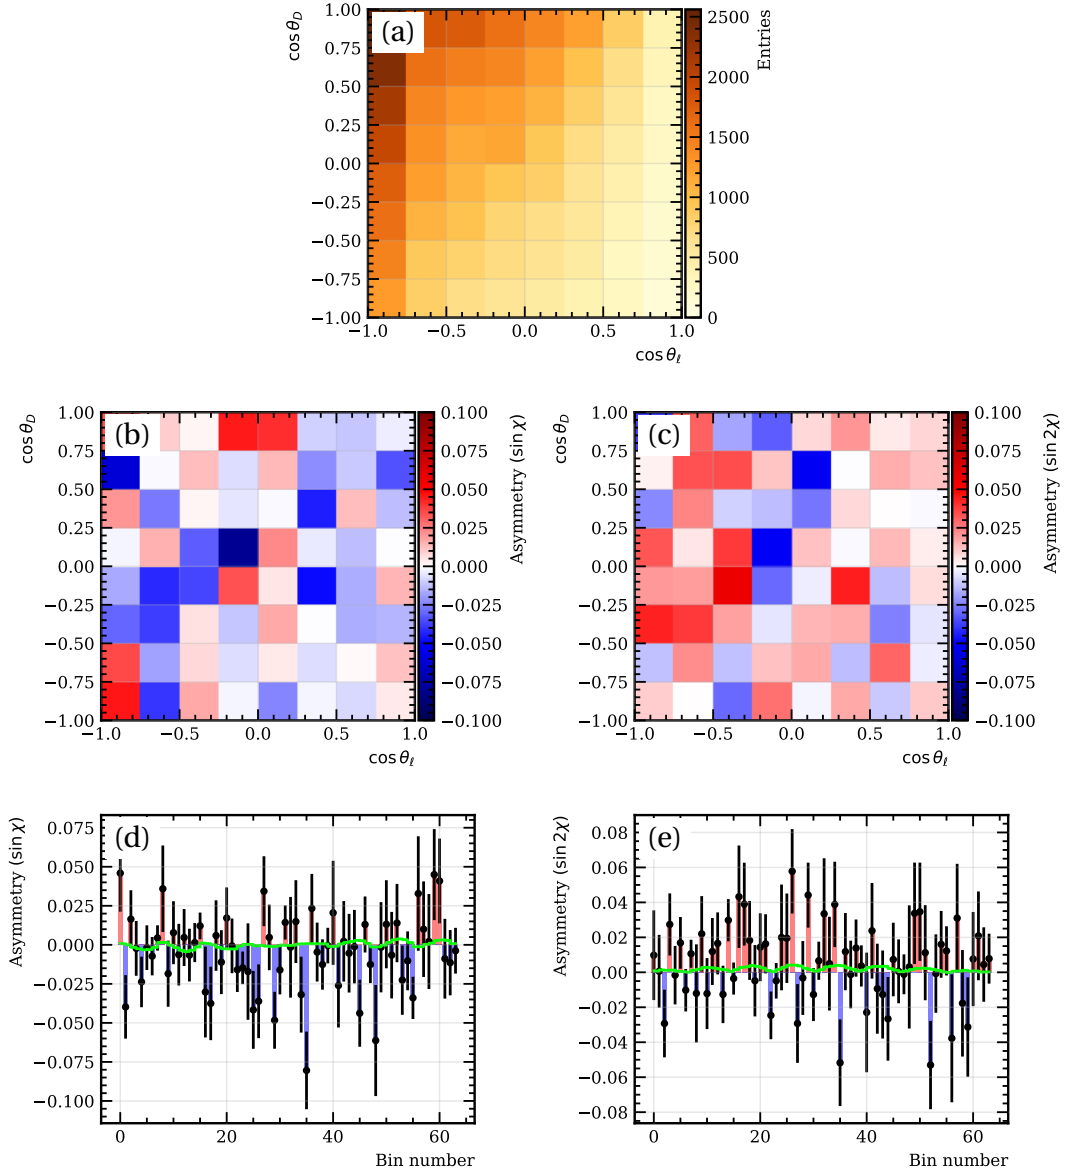 (a)
cos θ_D
1.00
0.75
0.50
0.25
0.00
−0.25
−0.50
−0.75
−1.00
−1.0 −0.5 0.0 0.5 1.0
cos θ_ℓ
2500
2000
1500
1000
500
0
Entries
(b)
cos θ_D
1.00
0.75
0.50
0.25
0.00
−0.25
−0.50
−0.75
−1.00
−1.0 −0.5 0.0 0.5 1.0
cos θ_ℓ
0.100
0.075
0.050
0.025
0.000
−0.025
−0.050
−0.075
−0.100
Asymmetry (sin χ)
(c)
cos θ_D
1.00
0.75
0.50
0.25
0.00
−0.25
−0.50
−0.75
−1.00
−1.0 −0.5 0.0 0.5 1.0
cos θ_ℓ
0.100
0.075
0.050
0.025
0.000
−0.025
−0.050
−0.075
−0.100
Asymmetry (sin 2χ)
(d)
Asymmetry (sin χ)
0.075
0.050
0.025
0.000
−0.025
−0.050
−0.075
−0.100
0 20 40 60
Bin number
(e)
Asymmetry (sin 2χ)
0.08
0.06
0.04
0.02
0.00
−0.02
−0.04
−0.06
−0.08
0 20 40 60
Bin number